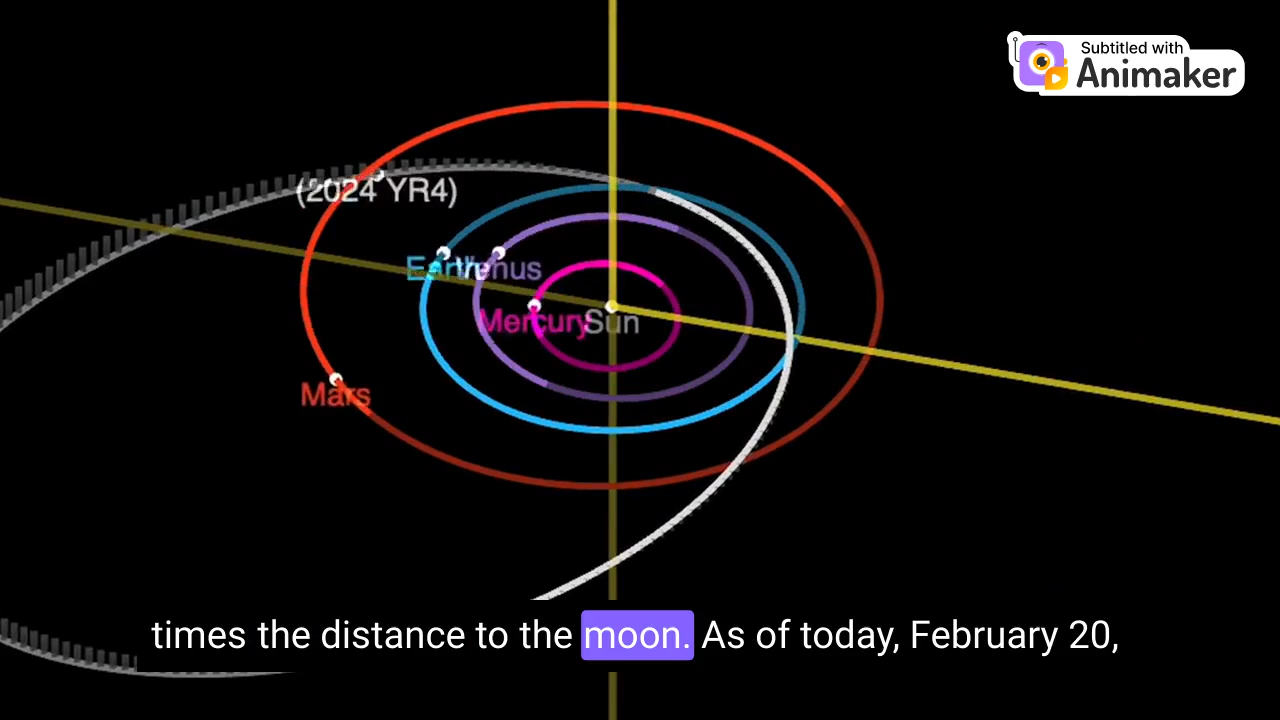 Subtitled with
Animaker
(2024 YR4)
Earth
Venus
Mercury
Sun
Mars
times the distance to the moon. As of today, February 20,